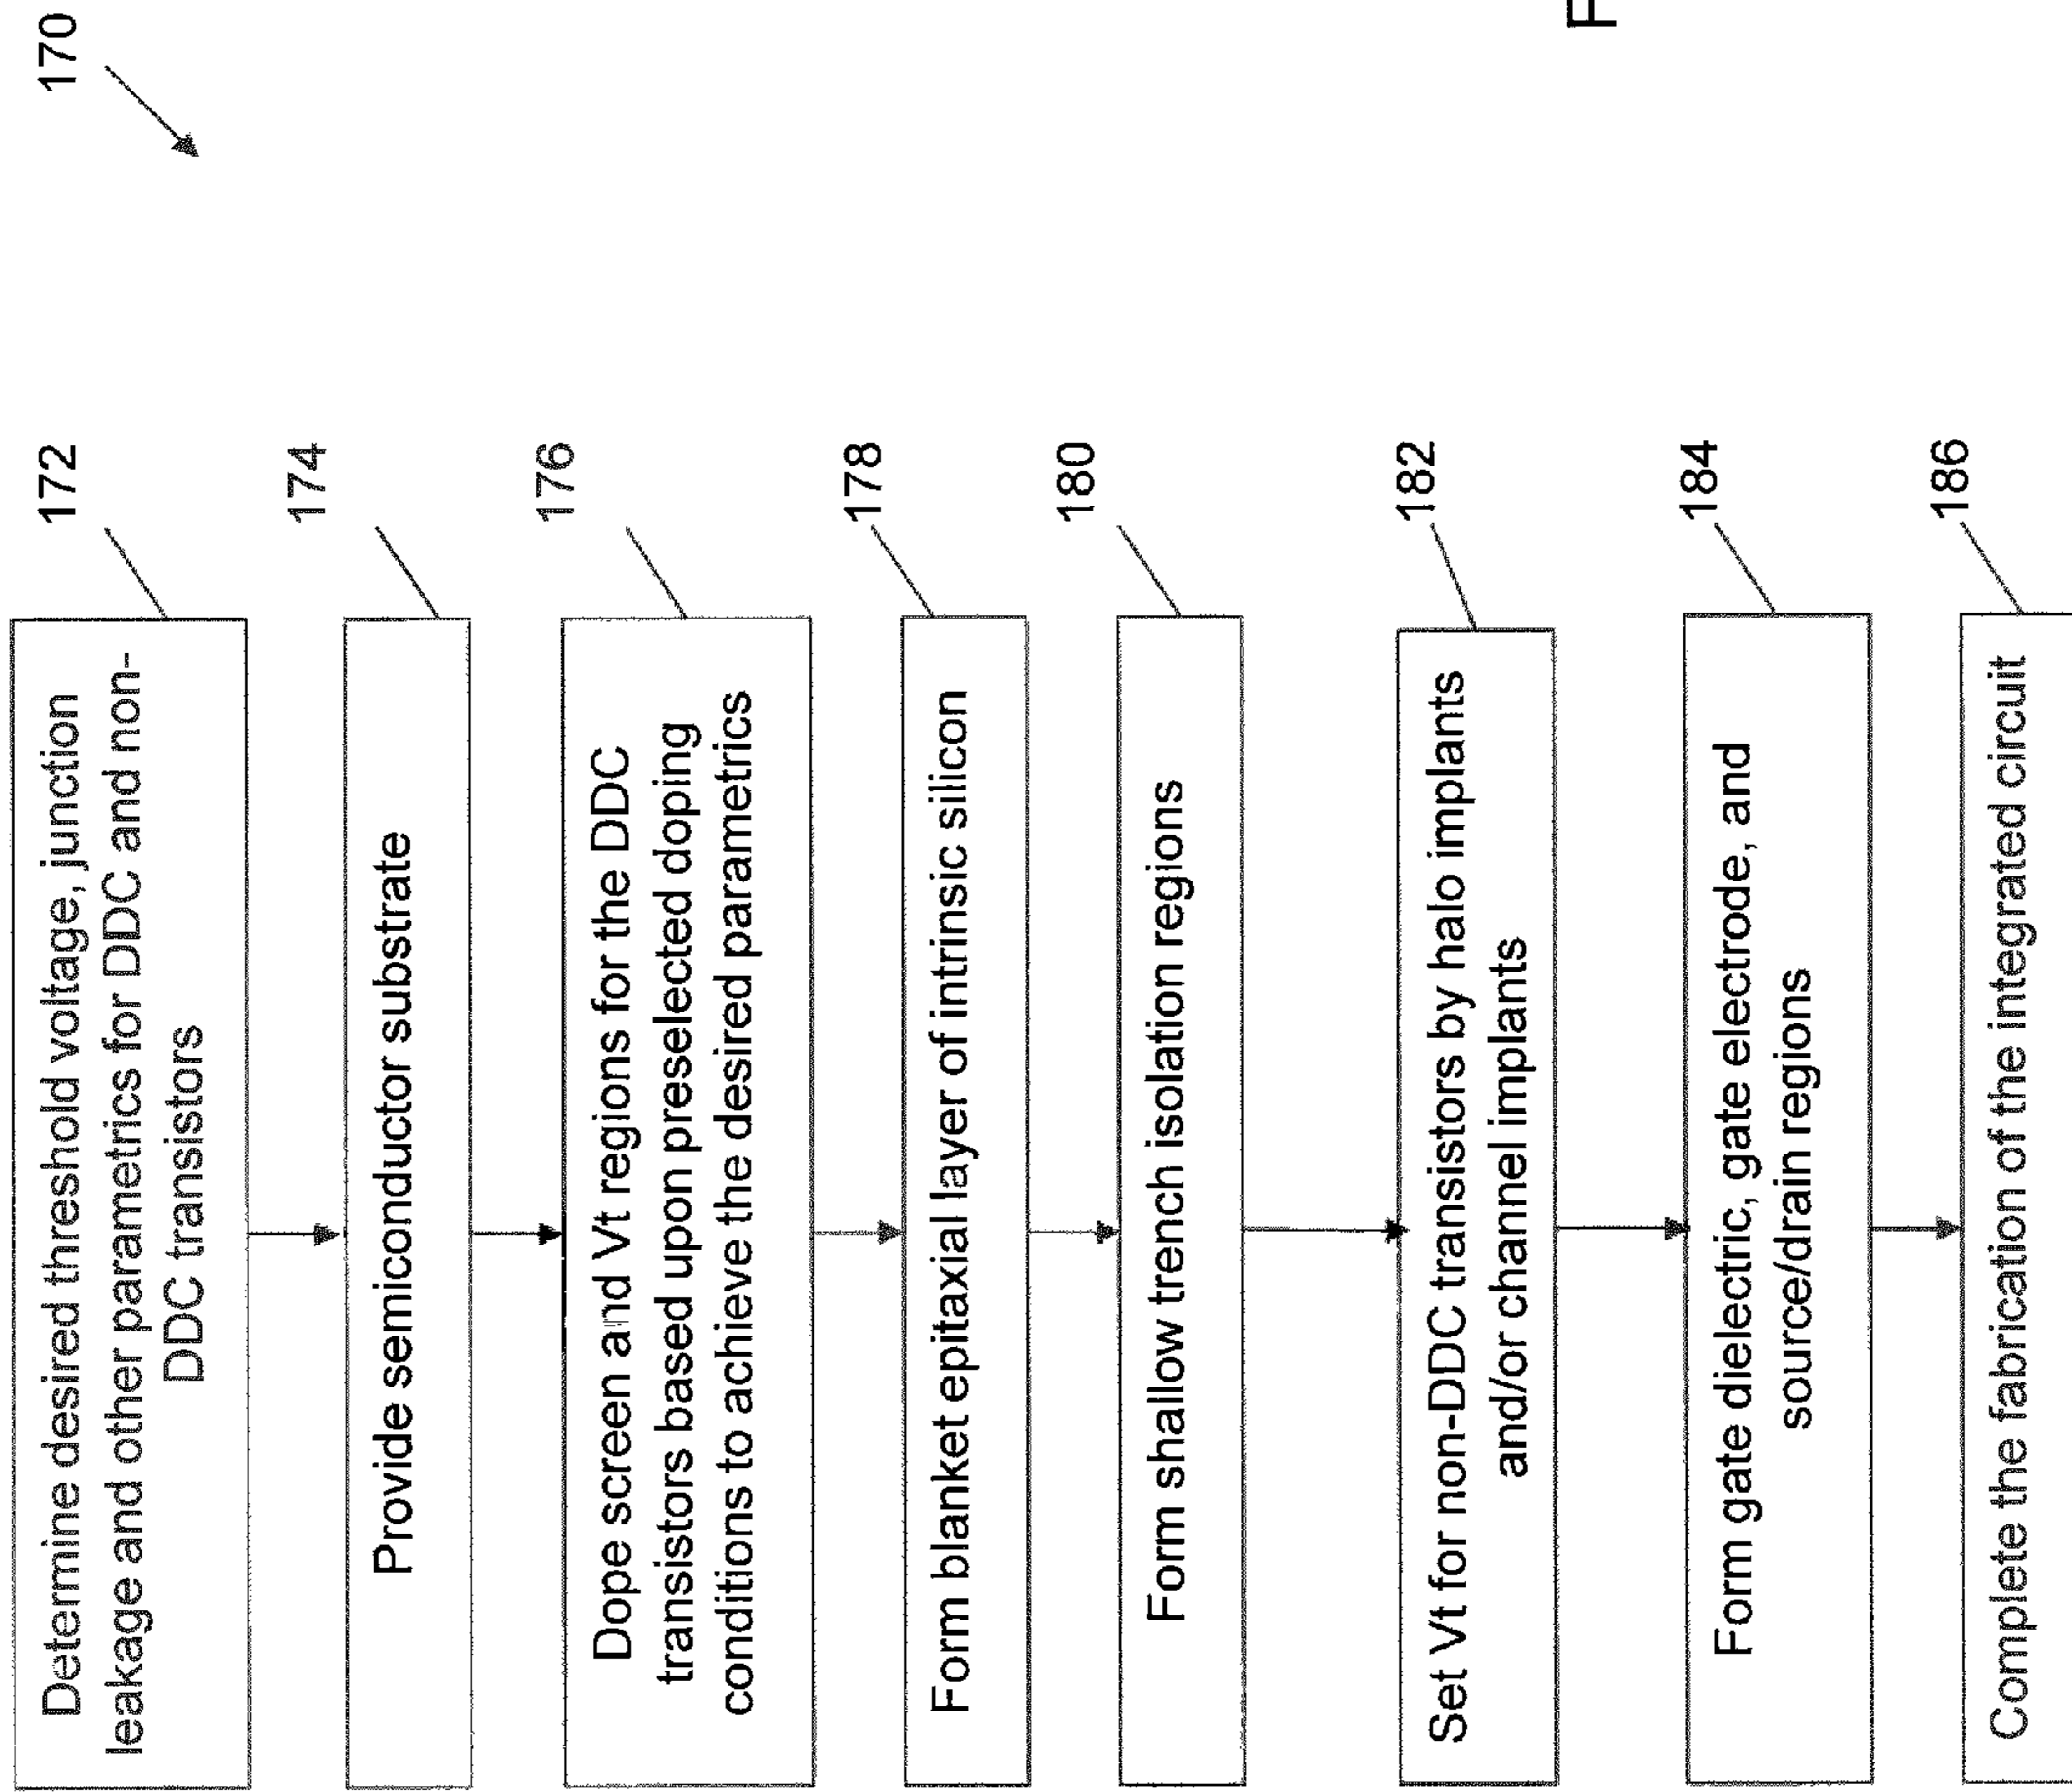 170
172
Determine desired threshold voltage, junction
leakage and other parametrics for DDC and non-
DDC transistors
174
Provide semiconductor substrate
176
Dope screen and Vt regions for the DDC
transistors based upon preselected doping
conditions to achieve the desired parametrics
178
Form blanket epitaxial layer of intrinsic silicon
180
Form shallow trench isolation regions
182
Set Vt for non-DDC transistors by halo implants
and/or channel implants
184
Form gate dielectric, gate electrode, and
source/drain regions
186
Complete the fabrication of the integrated circuit